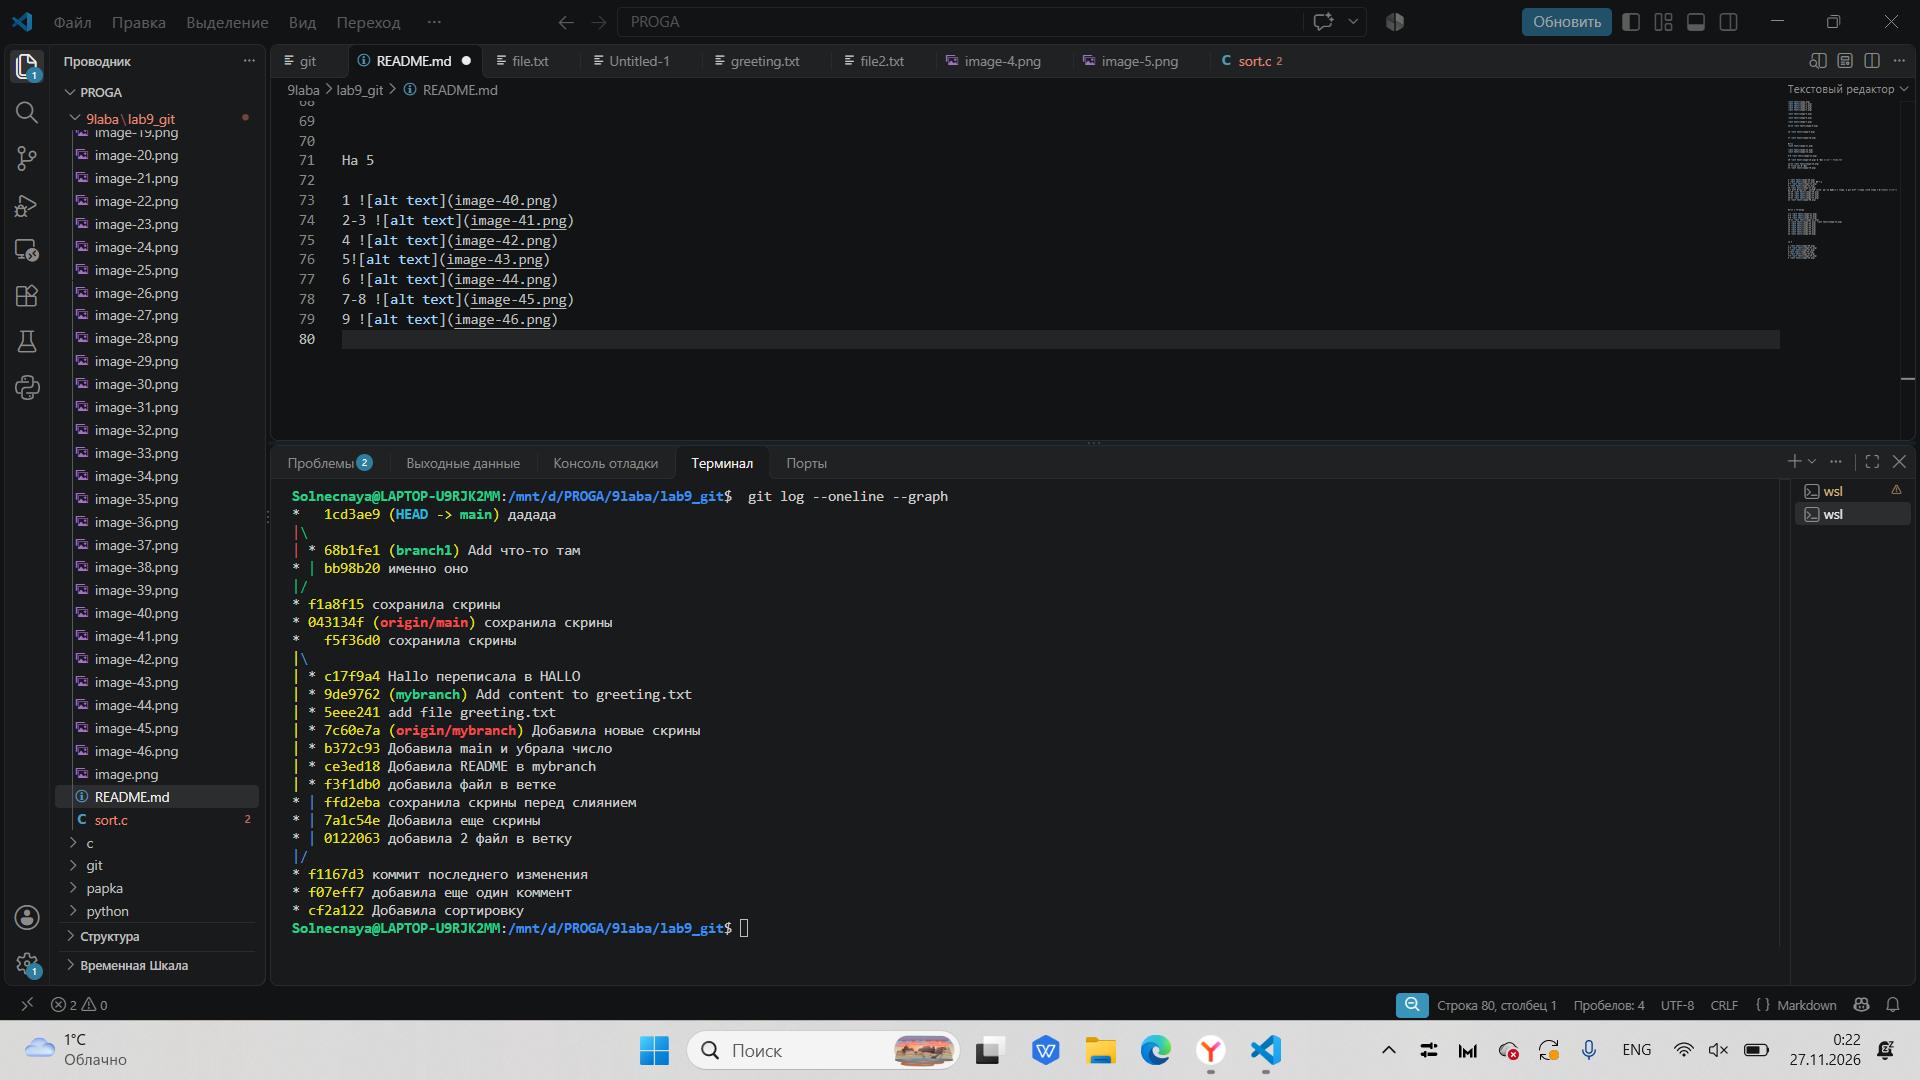 Файл Правка Выделение Вид Переход ··· PROGA Обновить
Проводник ···
git README.md file.txt Untitled-1 greeting.txt file2.txt image-4.png image-5.png sort.c 2
PROGA
9laba > lab9_git > README.md
Текстовый редактор
9laba \ lab9_git
image-19.png
image-20.png
image-21.png
image-22.png
image-23.png
image-24.png
image-25.png
image-26.png
image-27.png
image-28.png
image-29.png
image-30.png
image-31.png
image-32.png
image-33.png
image-34.png
image-35.png
image-36.png
image-37.png
image-38.png
image-39.png
image-40.png
image-41.png
image-42.png
image-43.png
image-44.png
image-45.png
image-46.png
image.png
README.md
sort.c 2
c
git
papka
python
Структура
Временная Шкала
68
69
70
71 На 5
72
73 1 ![alt text](image-40.png)
74 2-3 ![alt text](image-41.png)
75 4 ![alt text](image-42.png)
76 5![alt text](image-43.png)
77 6 ![alt text](image-44.png)
78 7-8 ![alt text](image-45.png)
79 9 ![alt text](image-46.png)
80
Проблемы 2 Выходные данные Консоль отладки Терминал Порты
wsl
wsl
Solnecnaya@LAPTOP-U9RJK2MM:/mnt/d/PROGA/9laba/lab9_git$ git log --oneline --graph
*   1cd3ae9 (HEAD -> main) дадада
|\
| * 68b1fe1 (branch1) Add что-то там
* | bb98b20 именно оно
|/
* f1a8f15 сохранила скрины
* 043134f (origin/main) сохранила скрины
*   f5f36d0 сохранила скрины
|\
| * c17f9a4 Hallo переписала в HALLO
| * 9de9762 (mybranch) Add content to greeting.txt
| * 5eee241 add file greeting.txt
| * 7c60e7a (origin/mybranch) Добавила новые скрины
| * b372c93 Добавила main и убрала число
| * ce3ed18 Добавила README в mybranch
| * f3f1db0 добавила файл в ветке
* | ffd2eba сохранила скрины перед слиянием
* | 7a1c54e Добавила еще скрины
* | 0122063 добавила 2 файл в ветку
|/
* f1167d3 коммит последнего изменения
* f07eff7 добавила еще один коммент
* cf2a122 Добавила сортировку
Solnecnaya@LAPTOP-U9RJK2MM:/mnt/d/PROGA/9laba/lab9_git$
1
1
2 0 Строка 80, столбец 1 Пробелов: 4 UTF-8 CRLF { } Markdown
1°C
Облачно
Поиск
ENG
0:22
27.11.2026